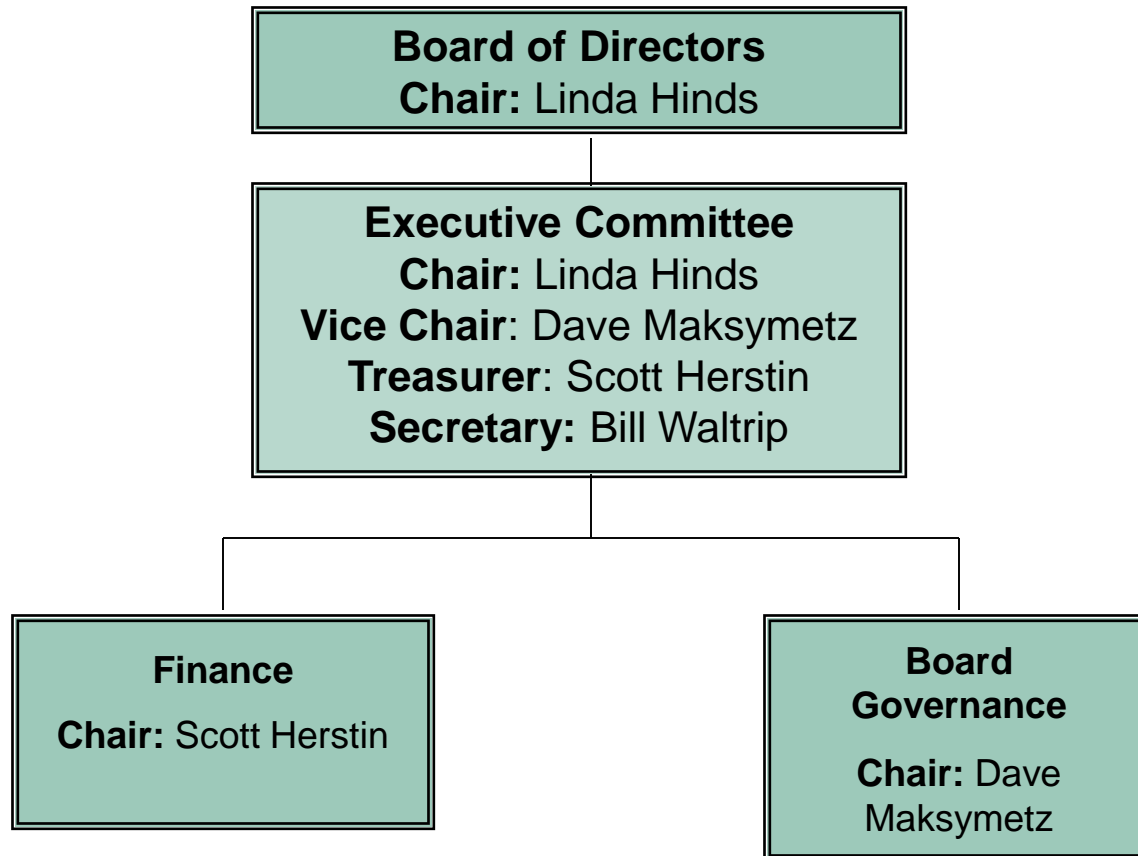 Board of Directors
Chair: Linda Hinds
Executive Committee
Chair: Linda Hinds
Vice Chair: Dave Maksymetz
Treasurer: Scott Herstin
Secretary: Bill Waltrip
Finance
Chair: Scott Herstin
Board
Governance
Chair: Dave
Maksymetz